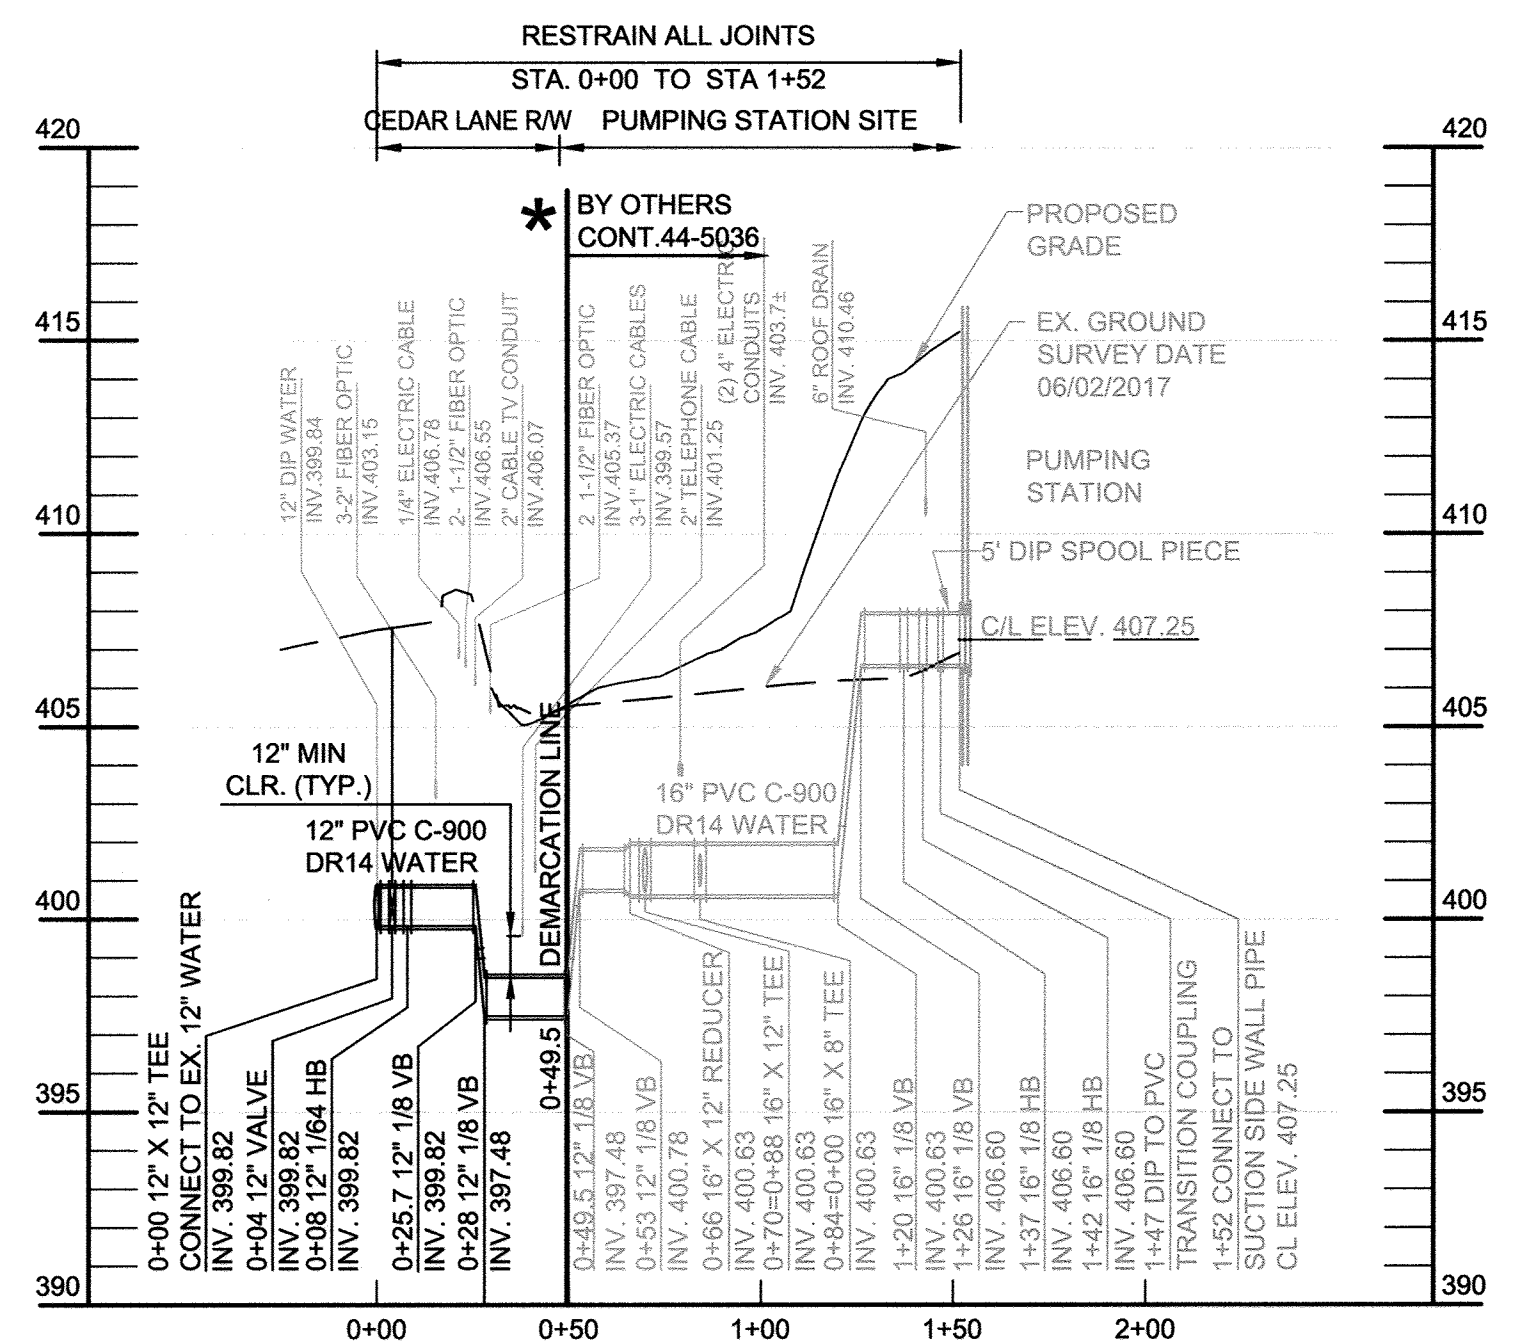 RESTRAIN ALL JOINTS
STA. 0+00 TO STA 1+52
CEDAR LANE R/W
PUMPING STATION SITE
420
420
BY OTHERS
CONT.44-5036
*
PROPOSED
GRADE
EX. GROUND
SURVEY DATE
06/02/2017
415
415
12" DIP WATER
INV.399.84
3-2" FIBER OPTIC
INV.403.15
1/4" ELECTRIC CABLE
INV.406.78
2- 1-1/2" FIBER OPTIC
INV.406.55
2" CABLE TV CONDUIT
INV.406.07
2 1-1/2" FIBER OPTIC
INV.405.37
3-1" ELECTRIC CABLES
INV.399.57
2" TELEPHONE CABLE
INV.401.25
(2) 4" ELECTRIC
CONDUITS
INV. 403.7±
6" ROOF DRAIN
INV. 410.46
PUMPING
STATION
410
410
5' DIP SPOOL PIECE
C/L ELEV. 407.25
405
405
12" MIN
CLR. (TYP.)
12" PVC C-900
DR14 WATER
16" PVC C-900
DR14 WATER
DEMARCATION LINE
0+49.5
400
400
395
395
0+00 12" X 12" TEE
CONNECT TO EX. 12" WATER
INV. 399.82
0+04 12" VALVE
INV. 399.82
0+08 12" 1/64 HB
INV. 399.82
0+25.7 12" 1/8 VB
INV. 399.82
0+28 12" 1/8 VB
INV. 397.48
0+49.5 12" 1/8 VB
INV. 397.48
0+53 12" 1/8 VB
INV. 400.78
0+66 16" X 12" REDUCER
INV. 400.63
0+70=0+88 16" X 12" TEE
INV. 400.63
0+84=0+00 16" X 8" TEE
INV. 400.63
1+20 16" 1/8 VB
INV. 400.63
1+26 16" 1/8 VB
INV. 406.60
1+37 16" 1/8 HB
INV. 406.60
1+42 16" 1/8 HB
INV. 406.60
1+47 DIP TO PVC
TRANSITION COUPLING
1+52 CONNECT TO
SUCTION SIDE WALL PIPE
CL ELEV. 407.25
390
390
0+00
0+50
1+00
1+50
2+00